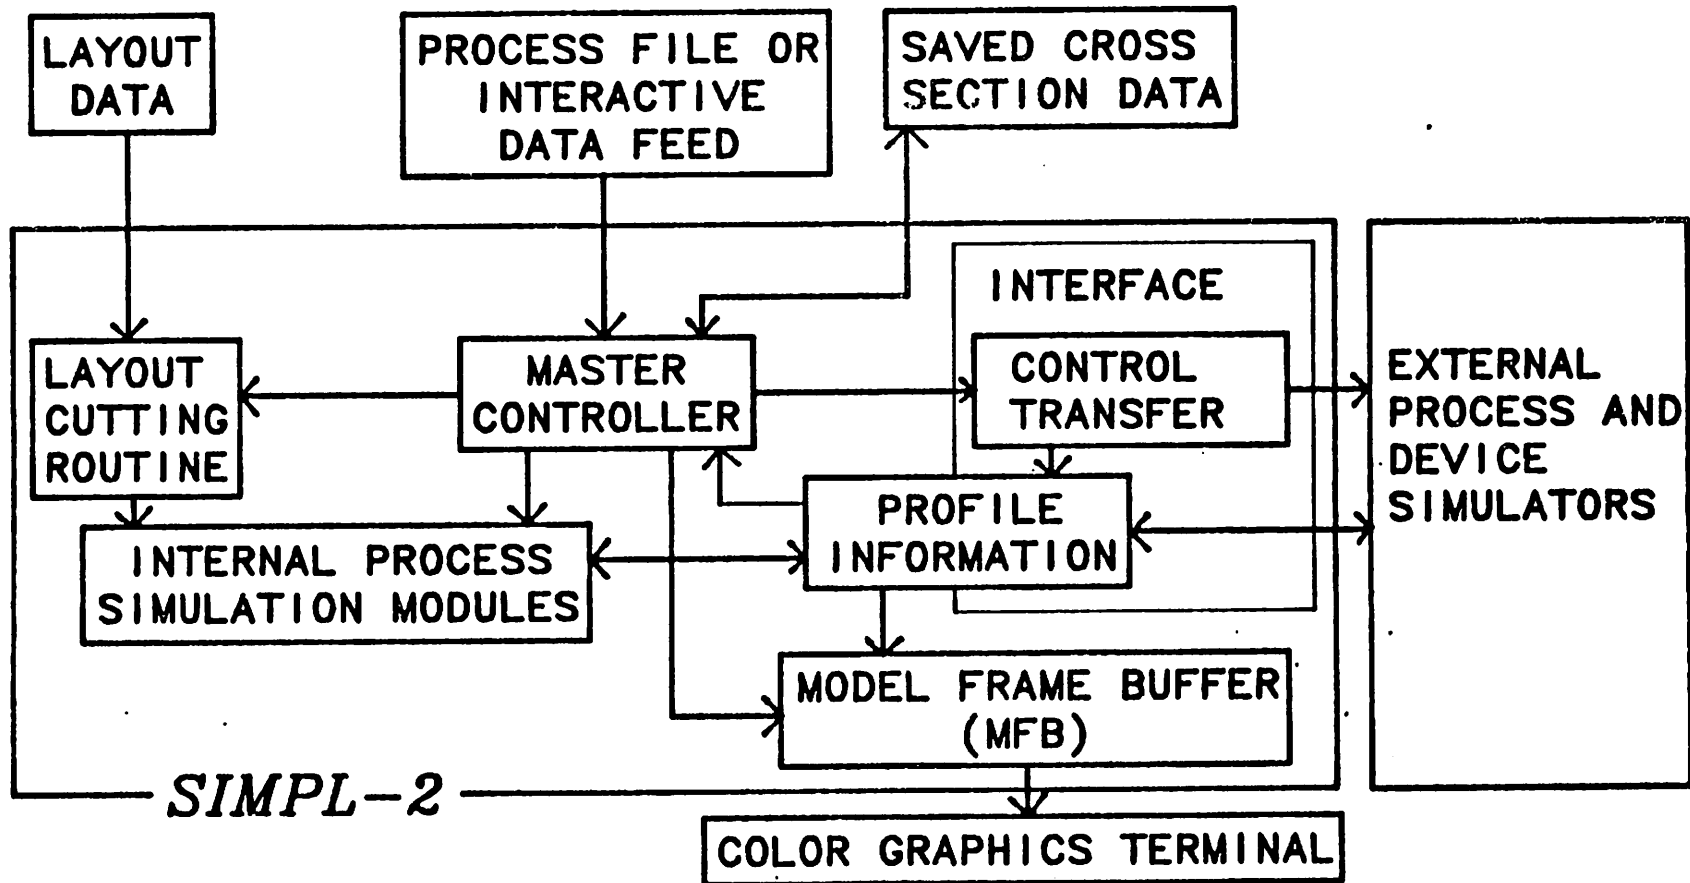 LAYOUT
DATA
PROCESS FILE OR
INTERACTIVE
DATA FEED
SAVED CROSS
SECTION DATA
INTERFACE
LAYOUT
CUTTING
ROUTINE
MASTER
CONTROLLER
CONTROL
TRANSFER
EXTERNAL
PROCESS AND
DEVICE
SIMULATORS
PROFILE
INFORMATION
INTERNAL PROCESS
SIMULATION MODULES
MODEL FRAME BUFFER
(MFB)
SIMPL-2
COLOR GRAPHICS TERMINAL